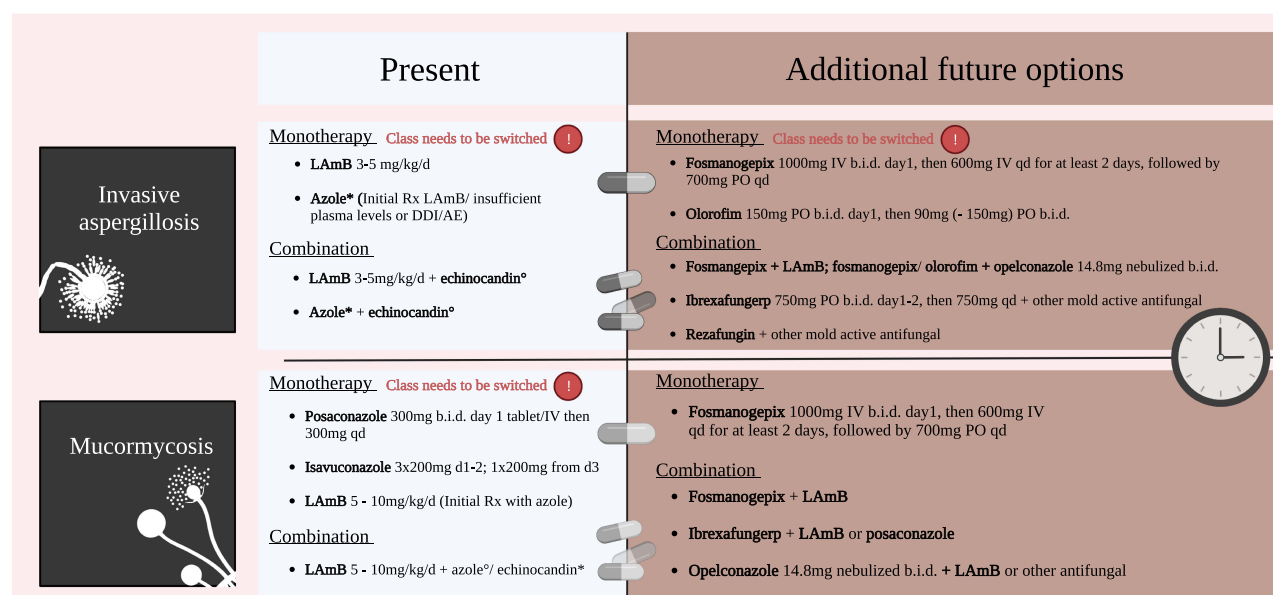 Present
Additional future options
Invasive
aspergillosis
Monotherapy Class needs to be switched !
• LAmB 3-5 mg/kg/d
• Azole* (Initial Rx LAmB/ insufficient
plasma levels or DDI/AE)
Combination
• LAmB 3-5mg/kg/d + echinocandin°
• Azole* + echinocandin°
Monotherapy Class needs to be switched !
• Fosmanogepix 1000mg IV b.i.d. day1, then 600mg IV qd for at least 2 days, followed by
700mg PO qd
• Olorofim 150mg PO b.i.d. day1, then 90mg (- 150mg) PO b.i.d.
Combination
• Fosmangepix + LAmB; fosmanogepix/ olorofim + opelconazole 14.8mg nebulized b.i.d.
• Ibrexafungerp 750mg PO b.i.d. day1-2, then 750mg qd + other mold active antifungal
• Rezafungin + other mold active antifungal
Mucormycosis
Monotherapy Class needs to be switched !
• Posaconazole 300mg b.i.d. day 1 tablet/IV then
300mg qd
• Isavuconazole 3x200mg d1-2; 1x200mg from d3
• LAmB 5 - 10mg/kg/d (Initial Rx with azole)
Combination
• LAmB 5 - 10mg/kg/d + azole°/ echinocandin*
Monotherapy
• Fosmanogepix 1000mg IV b.i.d. day1, then 600mg IV
qd for at least 2 days, followed by 700mg PO qd
Combination
• Fosmanogepix + LAmB
• Ibrexafungerp + LAmB or posaconazole
• Opelconazole 14.8mg nebulized b.i.d. + LAmB or other antifungal